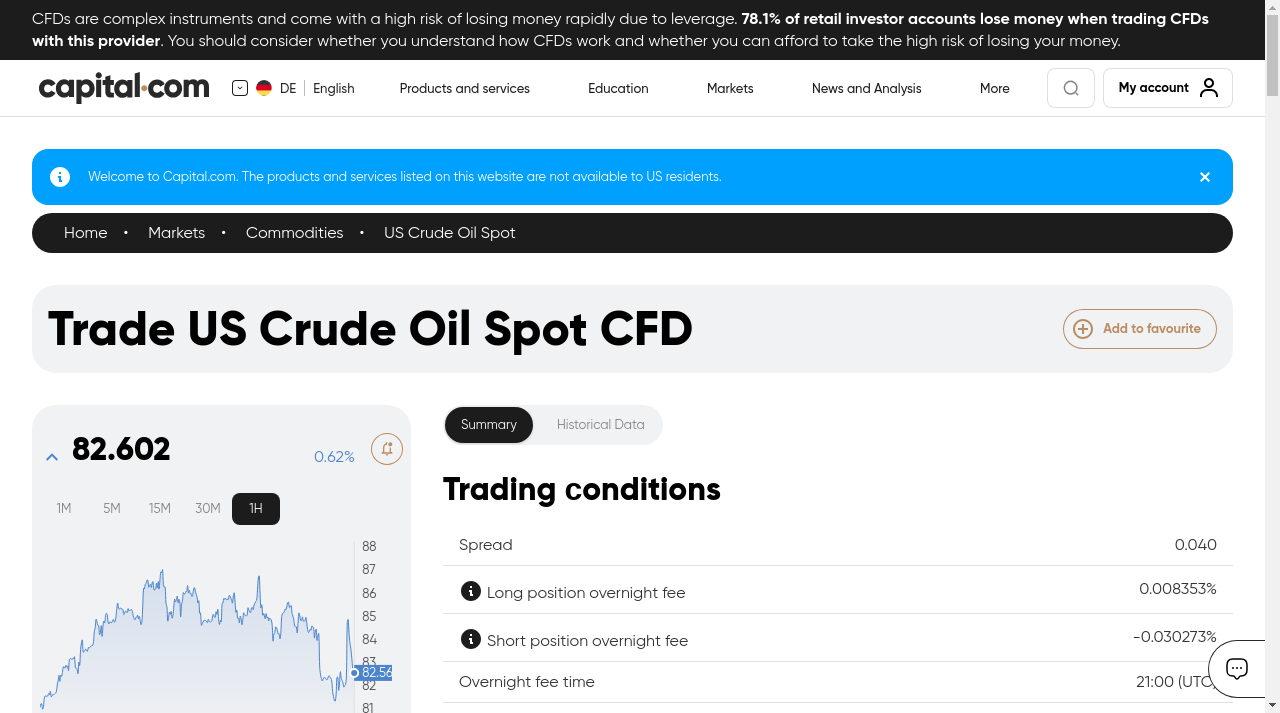 CFDs are complex instruments and come with a high risk of losing money rapidly due to leverage. 78.1% of retail investor accounts lose money when trading CFDs
with this provider. You should consider whether you understand how CFDs work and whether you can afford to take the high risk of losing your money.
capital.com
DE English
Products and services
Education
Markets
News and Analysis
More
My account
Welcome to Capital.com. The products and services listed on this website are not available to US residents.
Home • Markets • Commodities • US Crude Oil Spot
Trade US Crude Oil Spot CFD
Add to favourite
82.602
0.62%
1M 5M 15M 30M 1H
88
87
86
85
84
83
82.56
82
81
Summary
Historical Data
Trading conditions
Spread 0.040
Long position overnight fee 0.008353%
Short position overnight fee -0.030273%
Overnight fee time 21:00 (UTC)